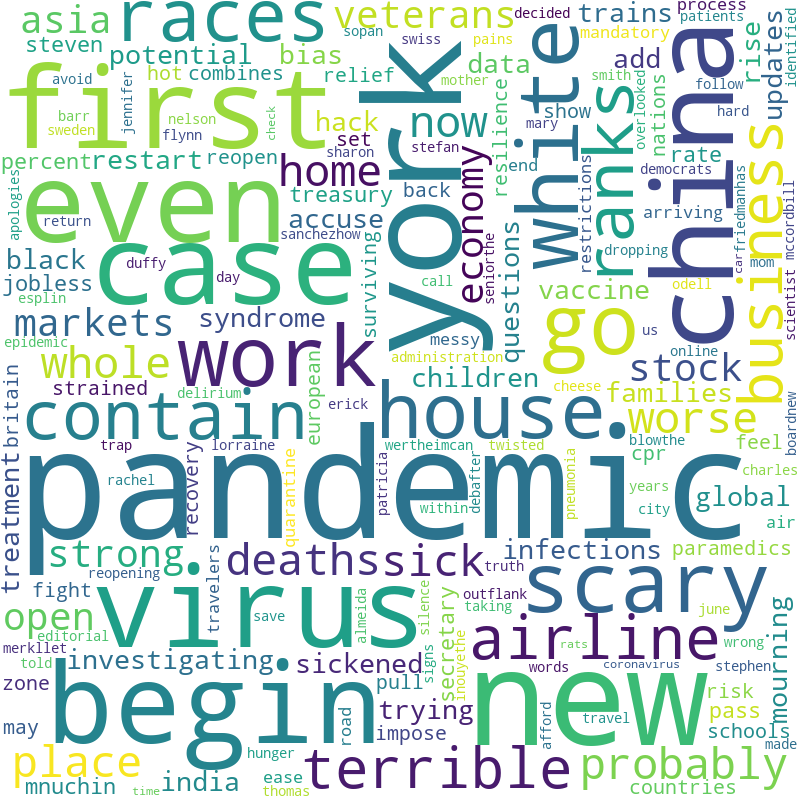 asia
races
steven
potential
bias
hot
combines
sopan
swiss
pains
veterans
trains
process
decided
mandatory
patients
identified
data
add
rise
updates
avoid
jennifer
relief
mother
smith
overlooked
follow
barr
nelson
sweden
flynn
check
hack
set
now
resilience
show
mary
nations
hard
first
york
white
ranks
china
percent
restart
reopen
sharon
stefan
end
rate
democrats
home
treasury
back
economy
restrictions
business
even
apologies
return
sanchezhow
accuse
seniorthe
questions
arriving
case
black
duffy
day
call
dropping
carfriedmanhas
mom
mccordbill
scientist
jobless
esplin
surviving
messy
go
vaccine
odell
us
markets
syndrome
administration
online
epidemic
whole
work
children
stock
strained
delirium
european
erick
cheese
families
boardnew
britain
contain
house
worse
trap
lorraine
wertheimcan
twisted
blowthe
feel
treatment
recovery
rachel
quarantine
patricia
within
debafter
pneumonia
cpr
charles
years
pandemic
global
city
air
strong
deaths
sick
infections
paramedics
reopening
truth
fight
travelers
outflank
scary
june
open
save
virus
almeida
silence
taking
editorial
airline
wrong
merkllet
told
investigating
sickened
signs
secretary
inouyethe
words
rats
coronavirus
stephen
mourning
zone
pull
begin
new
risk
may
road
trying
impose
afford
travel
pass
schools
made
place
hunger
terrible
probably
mnuchin
india
ease
thomas
time
countries